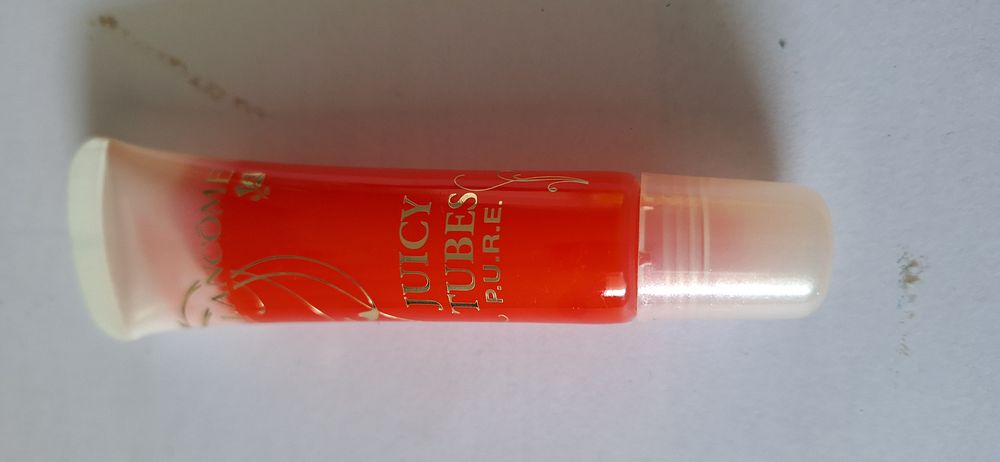 LANCOME
JUICY
TUBES
P.U.R.E.